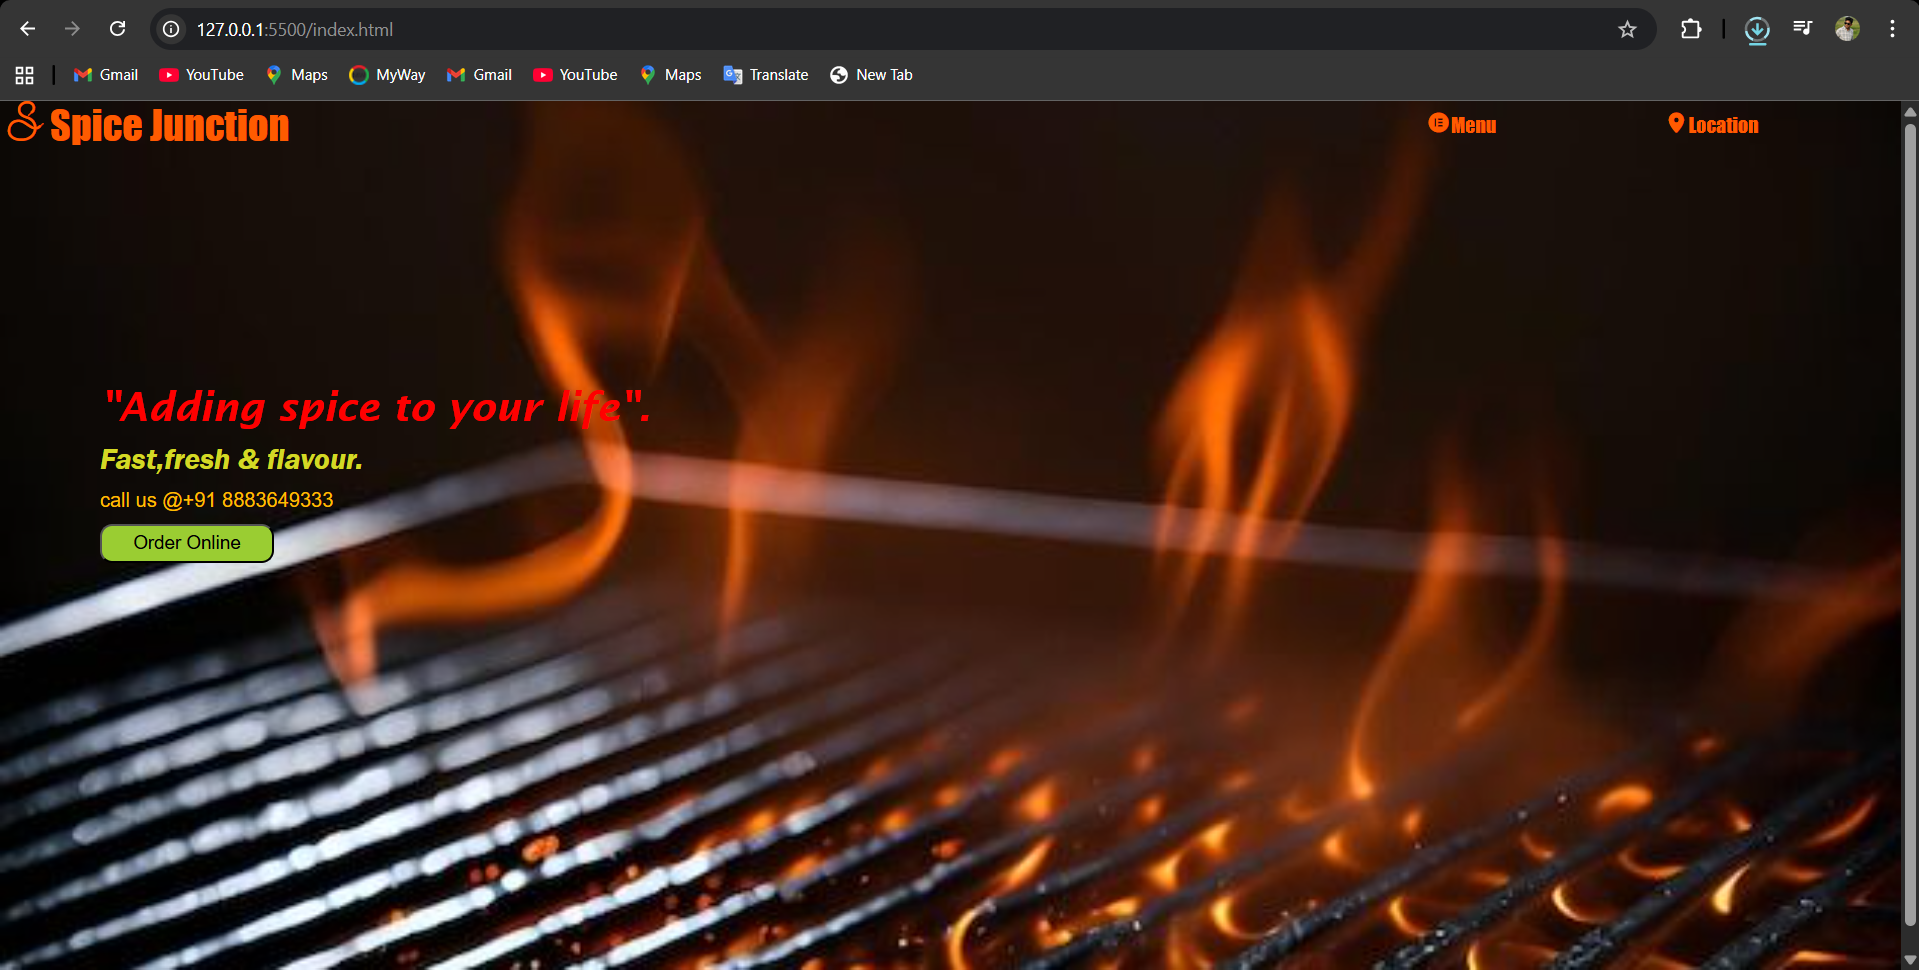 127.0.0.1:5500/index.html
Gmail YouTube Maps MyWay Gmail YouTube Maps Translate New Tab
S Spice Junction Menu Location
"Adding spice to your life".
Fast,fresh & flavour.
call us @+91 8883649333
Order Online